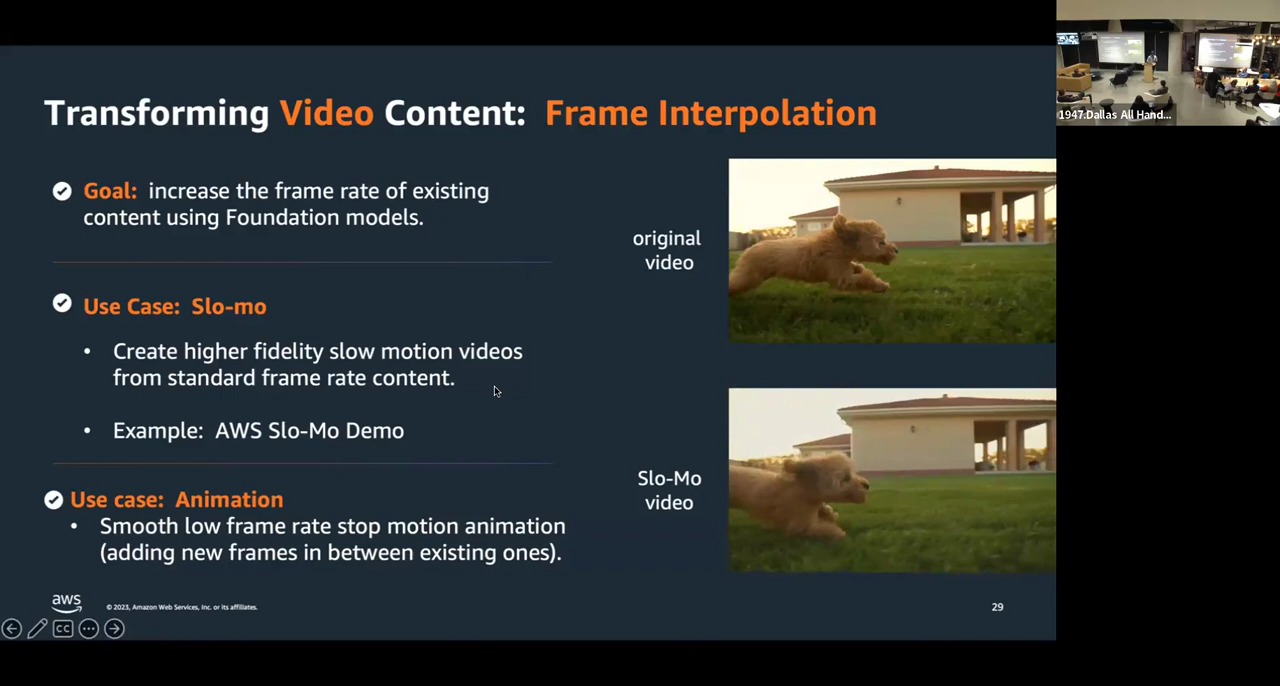 Transforming Video Content: Frame Interpolation
Goal: increase the frame rate of existing
content using Foundation models.
Use Case: Slo-mo
• Create higher fidelity slow motion videos
from standard frame rate content.
• Example: AWS Slo-Mo Demo
Use case: Animation
• Smooth low frame rate stop motion animation
(adding new frames in between existing ones).
original
video
Slo-Mo
video
aws
© 2023, Amazon Web Services, Inc. or its affiliates.
29
CC
1947.Dallas All Hand...